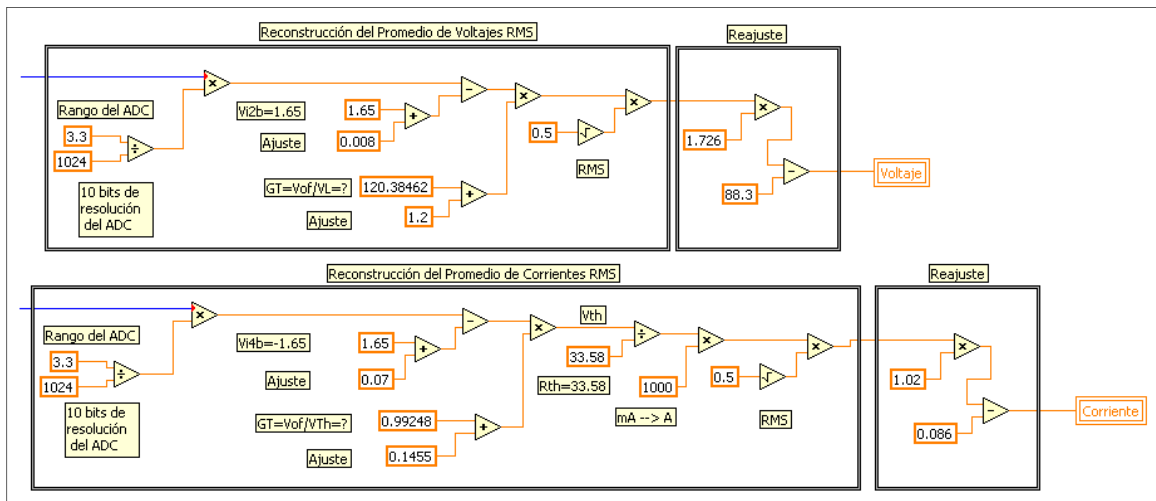 Reconstrucción del Promedio de Voltajes RMS
Reajuste
Rango del ADC
3.3
1024
10 bits de
resolución
del ADC
Vi2b=1.65
1.65
Ajuste
0.008
GT=Vof/VL=?
120.38462
Ajuste
1.2
0.5
RMS
1.726
88.3
Voltaje
Reconstrucción del Promedio de Corrientes RMS
Reajuste
Rango del ADC
3.3
1024
10 bits de
resolución
del ADC
Vi4b=-1.65
1.65
Ajuste
0.07
GT=Vof/VTh=?
0.99248
Ajuste
0.1455
Vth
33.58
Rth=33.58
1000
mA --> A
0.5
RMS
1.02
0.086
Corriente